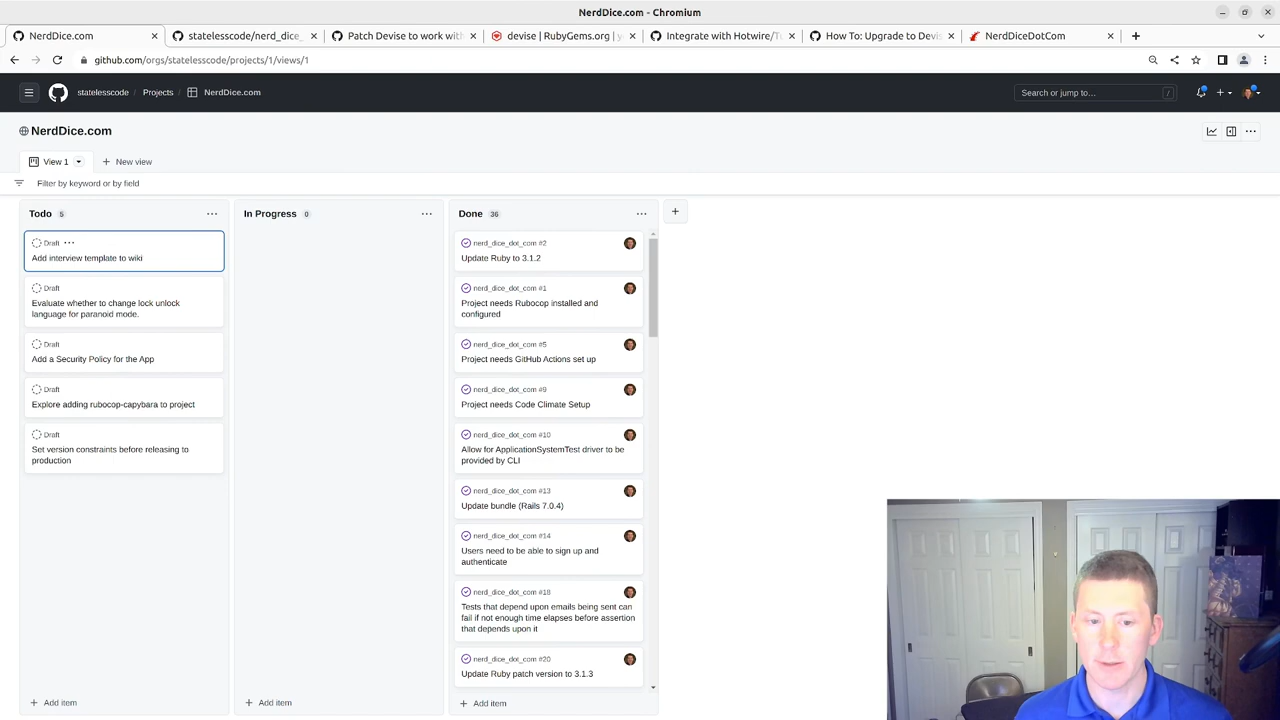 NerdDice.com - Chromium
NerdDice.com
statelesscode/nerd_dice_
Patch Devise to work with
devise | RubyGems.org | y
Integrate with Hotwire/Tu
How To: Upgrade to Devis
NerdDiceDotCom
github.com/orgs/statelesscode/projects/1/views/1
statelesscode / Projects / NerdDice.com
Search or jump to… /
NerdDice.com
View 1
New view
Filter by keyword or by field
Todo 5
Draft
Add interview template to wiki
Draft
Evaluate whether to change lock unlock
language for paranoid mode.
Draft
Add a Security Policy for the App
Draft
Explore adding rubocop-capybara to project
Draft
Set version constraints before releasing to
production
Add item
In Progress 0
Add item
Done 36
nerd_dice_dot_com #2
Update Ruby to 3.1.2
nerd_dice_dot_com #1
Project needs Rubocop installed and
configured
nerd_dice_dot_com #5
Project needs GitHub Actions set up
nerd_dice_dot_com #9
Project needs Code Climate Setup
nerd_dice_dot_com #10
Allow for ApplicationSystemTest driver to be
provided by CLI
nerd_dice_dot_com #13
Update bundle (Rails 7.0.4)
nerd_dice_dot_com #14
Users need to be able to sign up and
authenticate
nerd_dice_dot_com #18
Tests that depend upon emails being sent can
fail if not enough time elapses before assertion
that depends upon it
nerd_dice_dot_com #20
Update Ruby patch version to 3.1.3
Add item